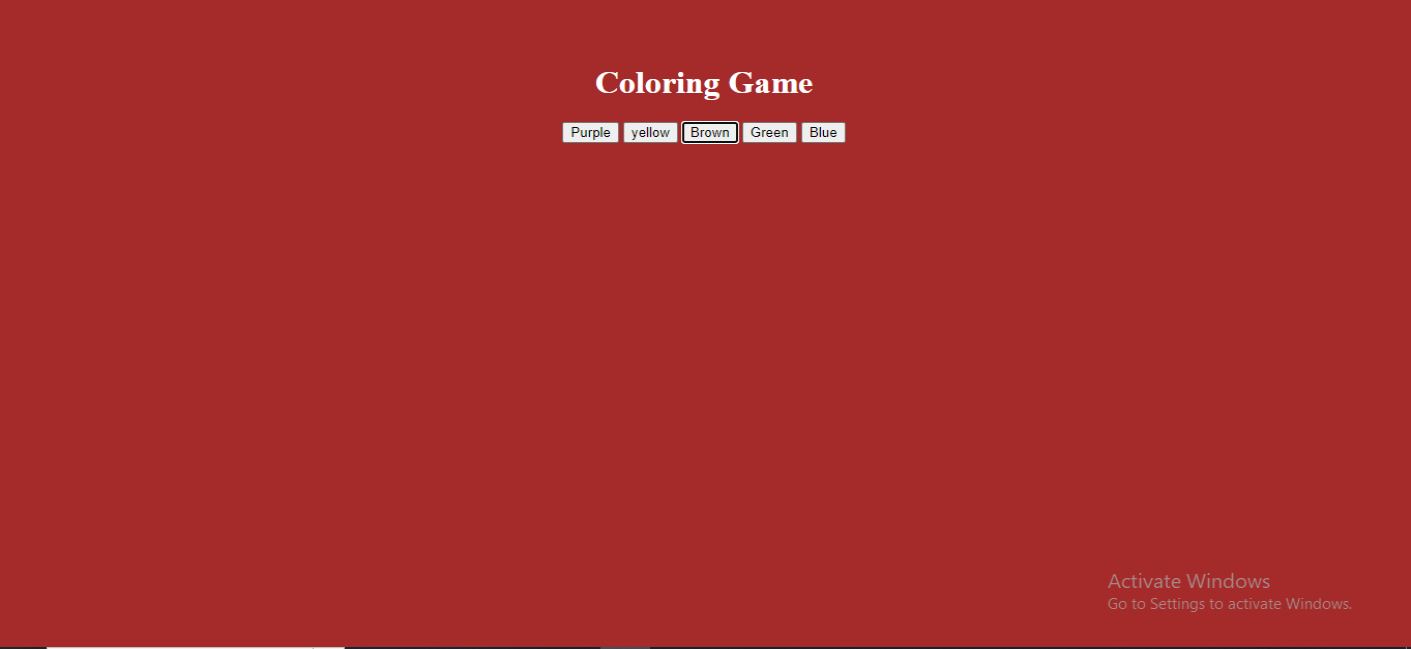 Coloring Game
Purple yellow Brown Green Blue
Activate Windows
Go to Settings to activate Windows.